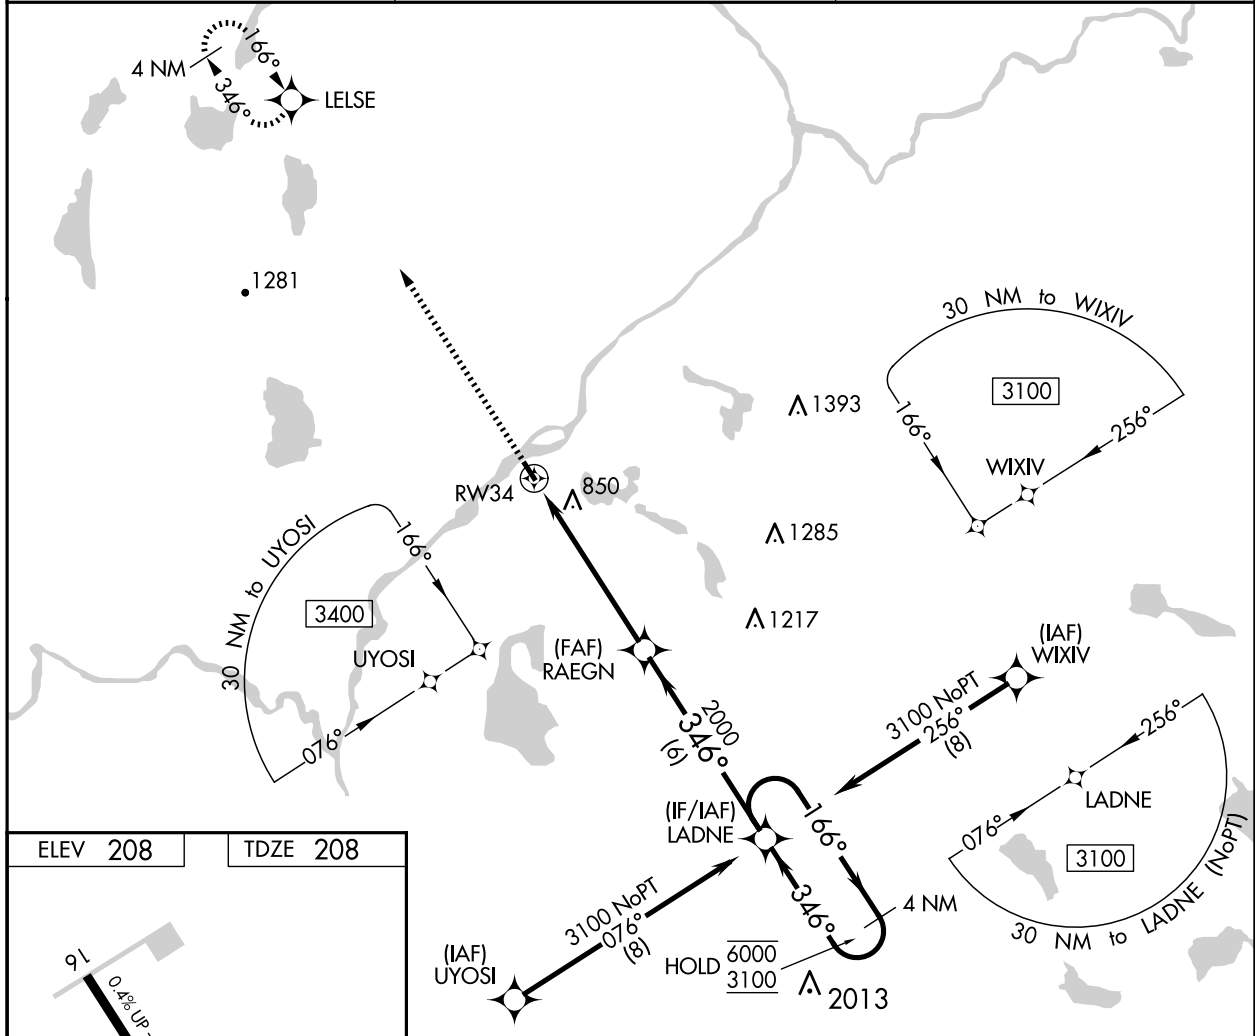 166°
4 NM
346°
LELSE
1281
30 NM to WIXIV
3100
166°
256°
WIXIV
1393
RW34
850
1285
30 NM to UYOSI
166°
3400
UYOSI
076°
1217
(FAF)
RAEGN
(IAF)
WIXIV
2000
346°
(6)
3100 NoPT
256°
(8)
256°
LADNE
076°
3100
30 NM to LADNE (NoPT)
(IF/IAF)
LADNE
166°
346°
4 NM
HOLD 6000
3100
2013
3100 NoPT
076°
(8)
(IAF)
UYOSI
ELEV 208
TDZE 208
16
0.4% UP